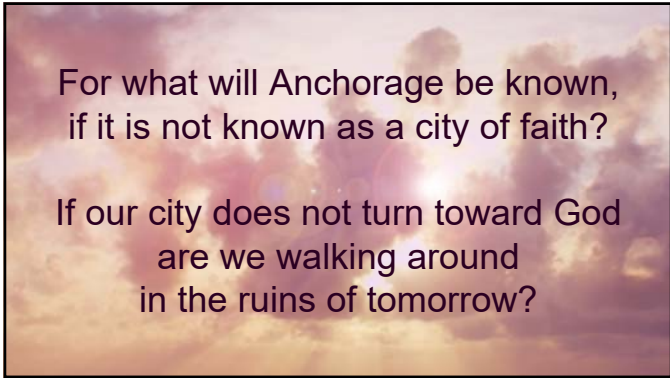 For what will Anchorage be known,
if it is not known as a city of faith?
If our city does not turn toward God
are we walking around
in the ruins of tomorrow?